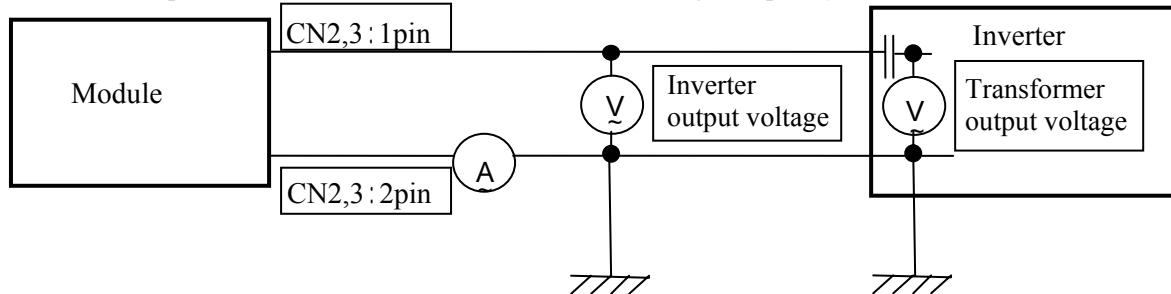 CN2,3:1pin
Module
Inverter
V
~
Inverter
output voltage
V
~
Transformer
output voltage
A
~
CN2,3:2pin